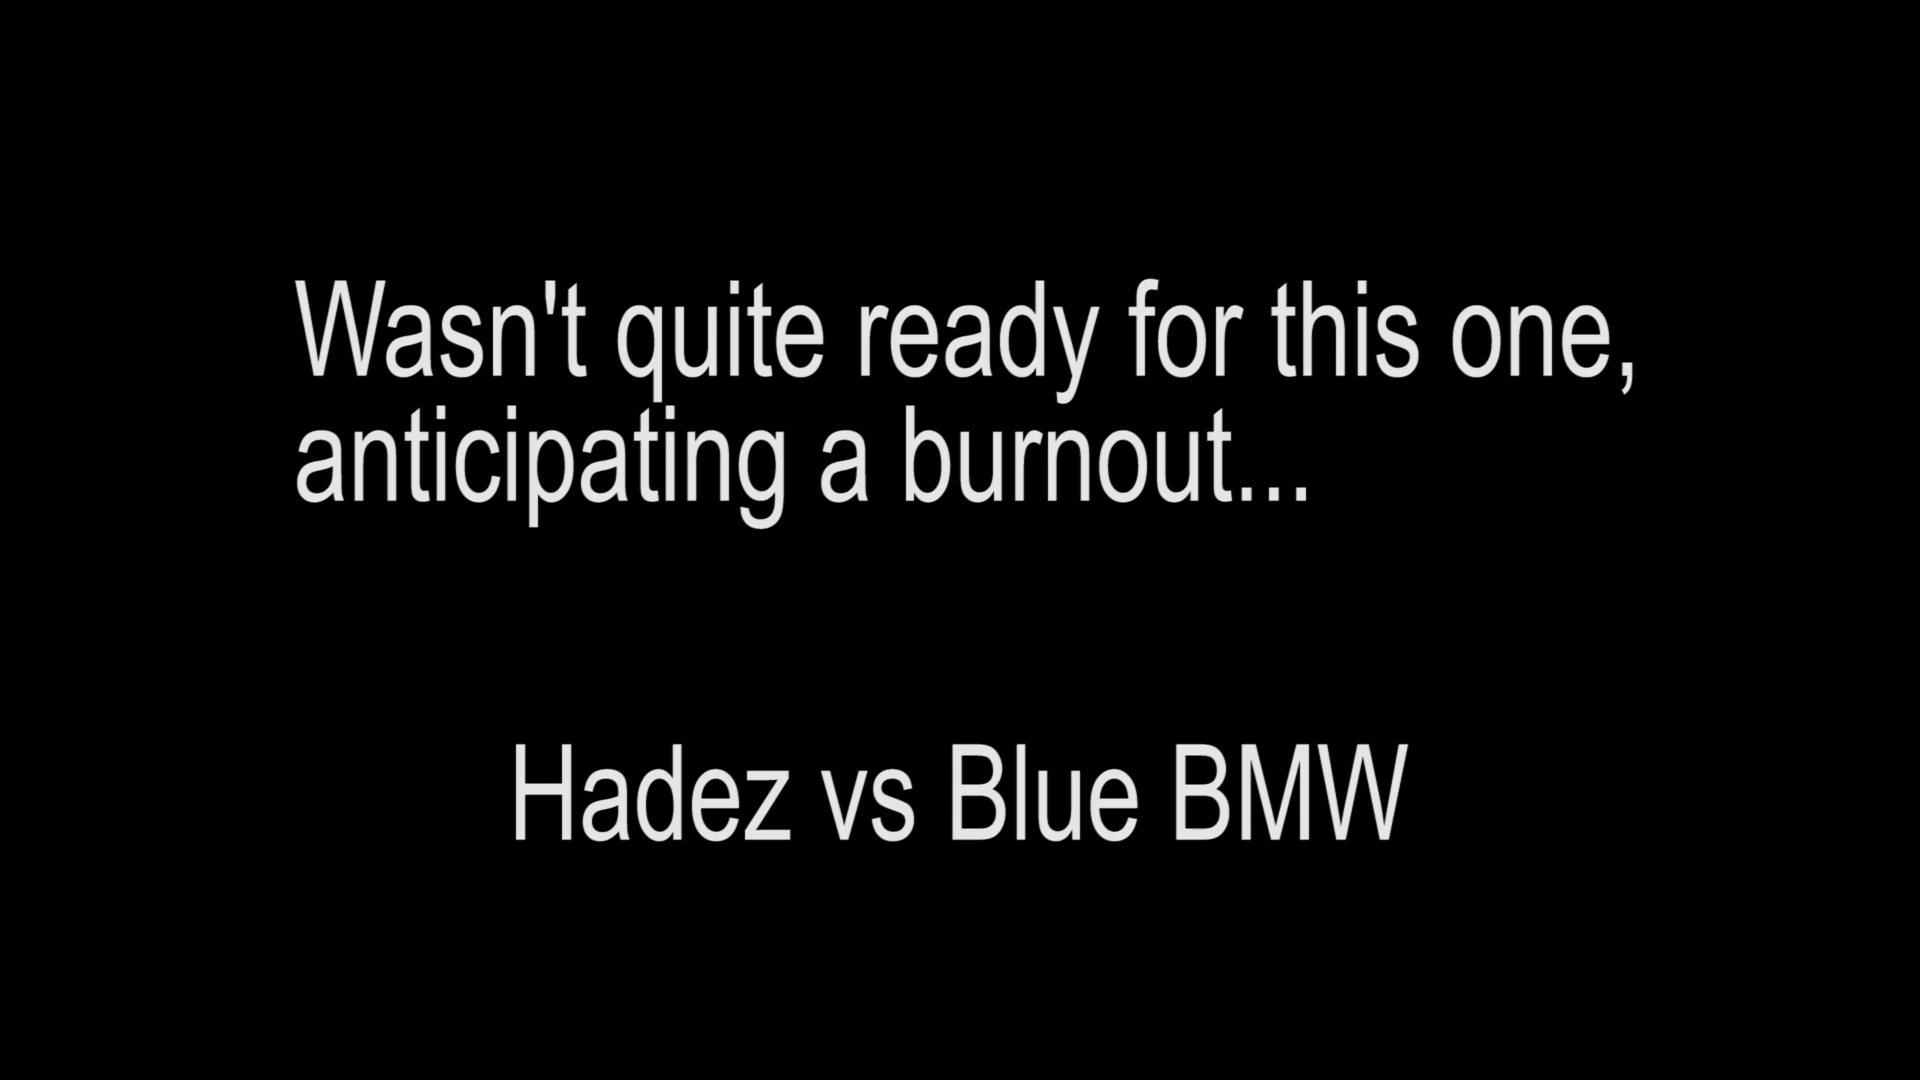 Wasn't quite ready for this one,
anticipating a burnout...
Hadez vs Blue BMW